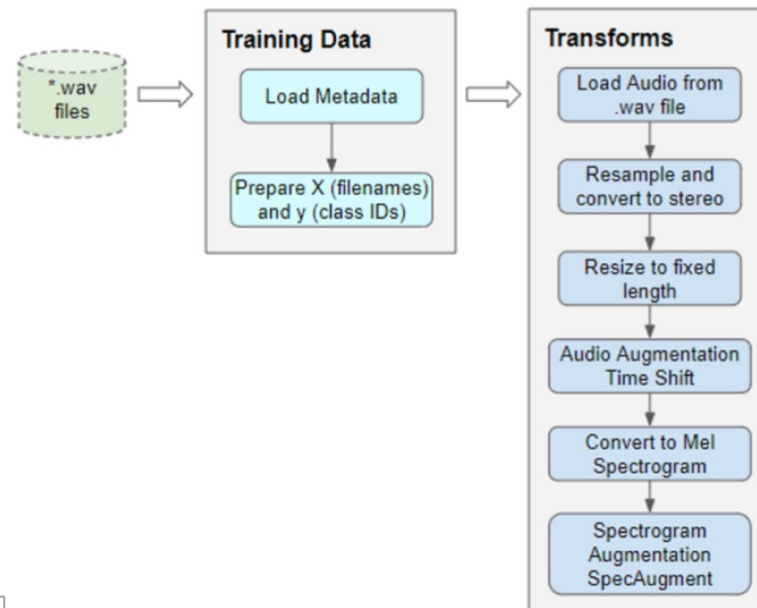 *.wav
files
Training Data
Load Metadata
Prepare X (filenames)
and y (class IDs)
Transforms
Load Audio from
.wav file
Resample and
convert to stereo
Resize to fixed
length
Audio Augmentation
Time Shift
Convert to Mel
Spectrogram
Spectrogram
Augmentation
SpecAugment